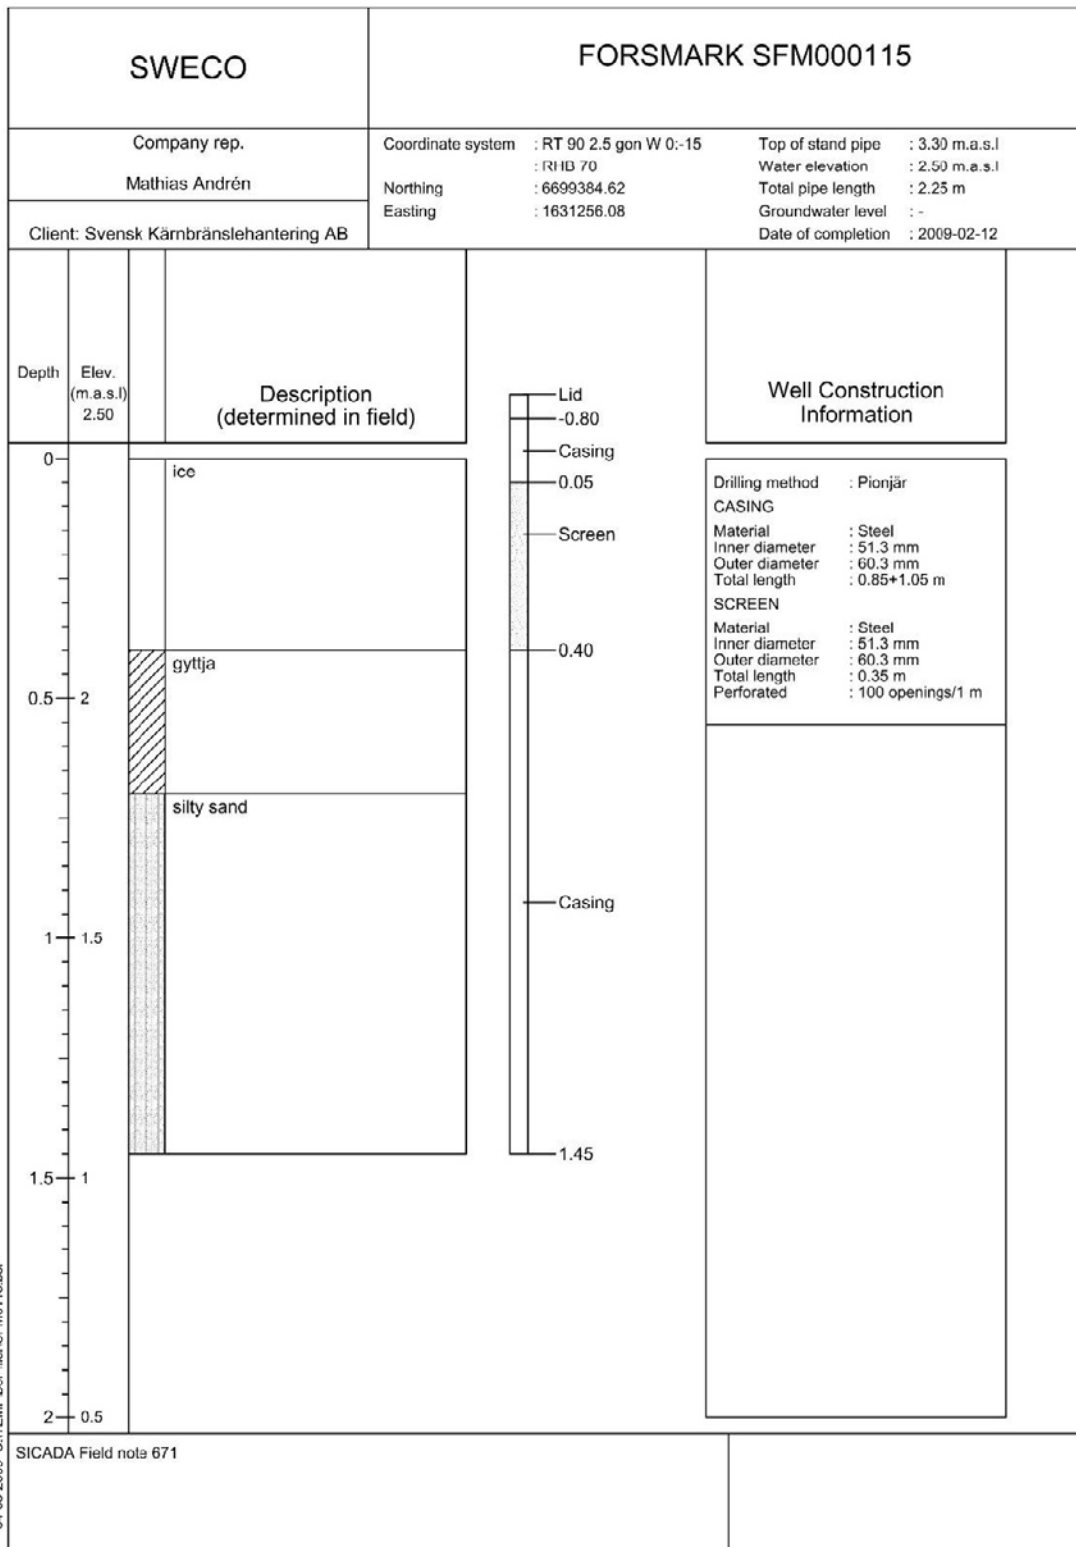 SWECO
FORSMARK SFM000115
Company rep.
Mathias Andrén
Client: Svensk Kärnbränslehantering AB
Coordinate system : RT 90 2.5 gon W 0:-15
: RHB 70
Northing : 6699384.62
Easting : 1631256.08
Top of stand pipe : 3.30 m.a.s.l
Water elevation : 2.50 m.a.s.l
Total pipe length : 2.25 m
Groundwater level : -
Date of completion : 2009-02-12
Depth
Elev.
(m.a.s.l)
2.50
Description
(determined in field)
Lid
-0.80
Casing
0.05
Screen
0.40
Casing
1.45
Well Construction
Information
0
0.5 2
1 1.5
1.5 1
2 0.5
ice
gyttja
silty sand
Drilling method : Pionjär
CASING
Material : Steel
Inner diameter : 51.3 mm
Outer diameter : 60.3 mm
Total length : 0.85+1.05 m
SCREEN
Material : Steel
Inner diameter : 51.3 mm
Outer diameter : 60.3 mm
Total length : 0.35 m
Perforated : 100 openings/1 m
SICADA Field note 671